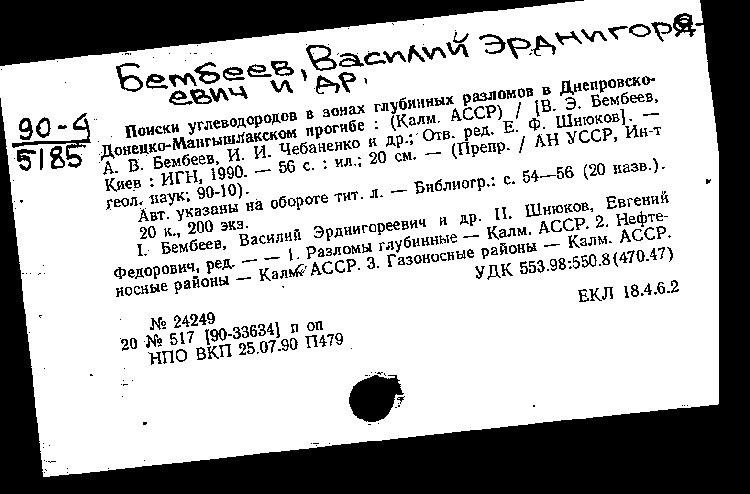 Бембеев, Василий Эрднигоря-
евич и др.
90-4
5185
Поиски углеводородов в зонах глубинных разломов в Днепровско-
Донецко-Мангышлакском прогибе : (Калм. АССР) / [В. Э. Бембеев,
А. В. Бембеев, И. И. Чебаненко и др.; Отв. ред. Е. Ф. Шнюков]. —
Киев : ИГН, 1990. — 56 с. : ил.; 20 см. — (Препр. / АН УССР, Ин-т
геол. наук; 90-10).
Авт. указаны на обороте тит. л. — Библиогр.: с. 54—56 (20 назв.).
20 к., 200 экз.
I. Бембеев, Василий Эрднигореевич и др. II. Шнюков, Евгений
Федорович, ред. — — 1. Разломы глубинные — Калм. АССР. 2. Нефте-
носные районы — Калм. АССР. 3. Газоносные районы — Калм. АССР.
УДК 553.98:550.8(470.47)
№ 24249
ЕКЛ 18.4.6.2
20 № 517 [90-33634] п оп
НПО ВКП 25.07.90 П479